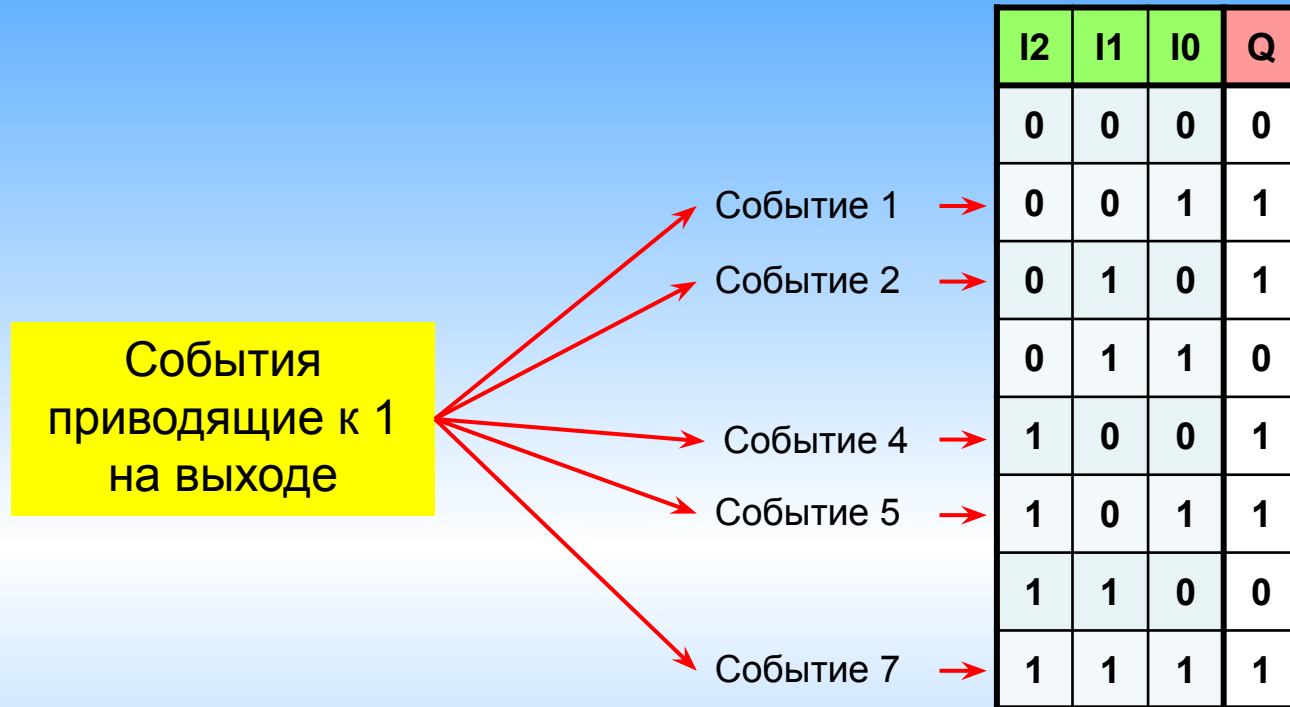 I2 I1 I0 Q
0 0 0 0
Событие 1 0 0 1 1
Событие 2 0 1 0 1
0 1 1 0
События
приводящие к 1
на выходе
Событие 4 1 0 0 1
Событие 5 1 0 1 1
1 1 0 0
Событие 7 1 1 1 1